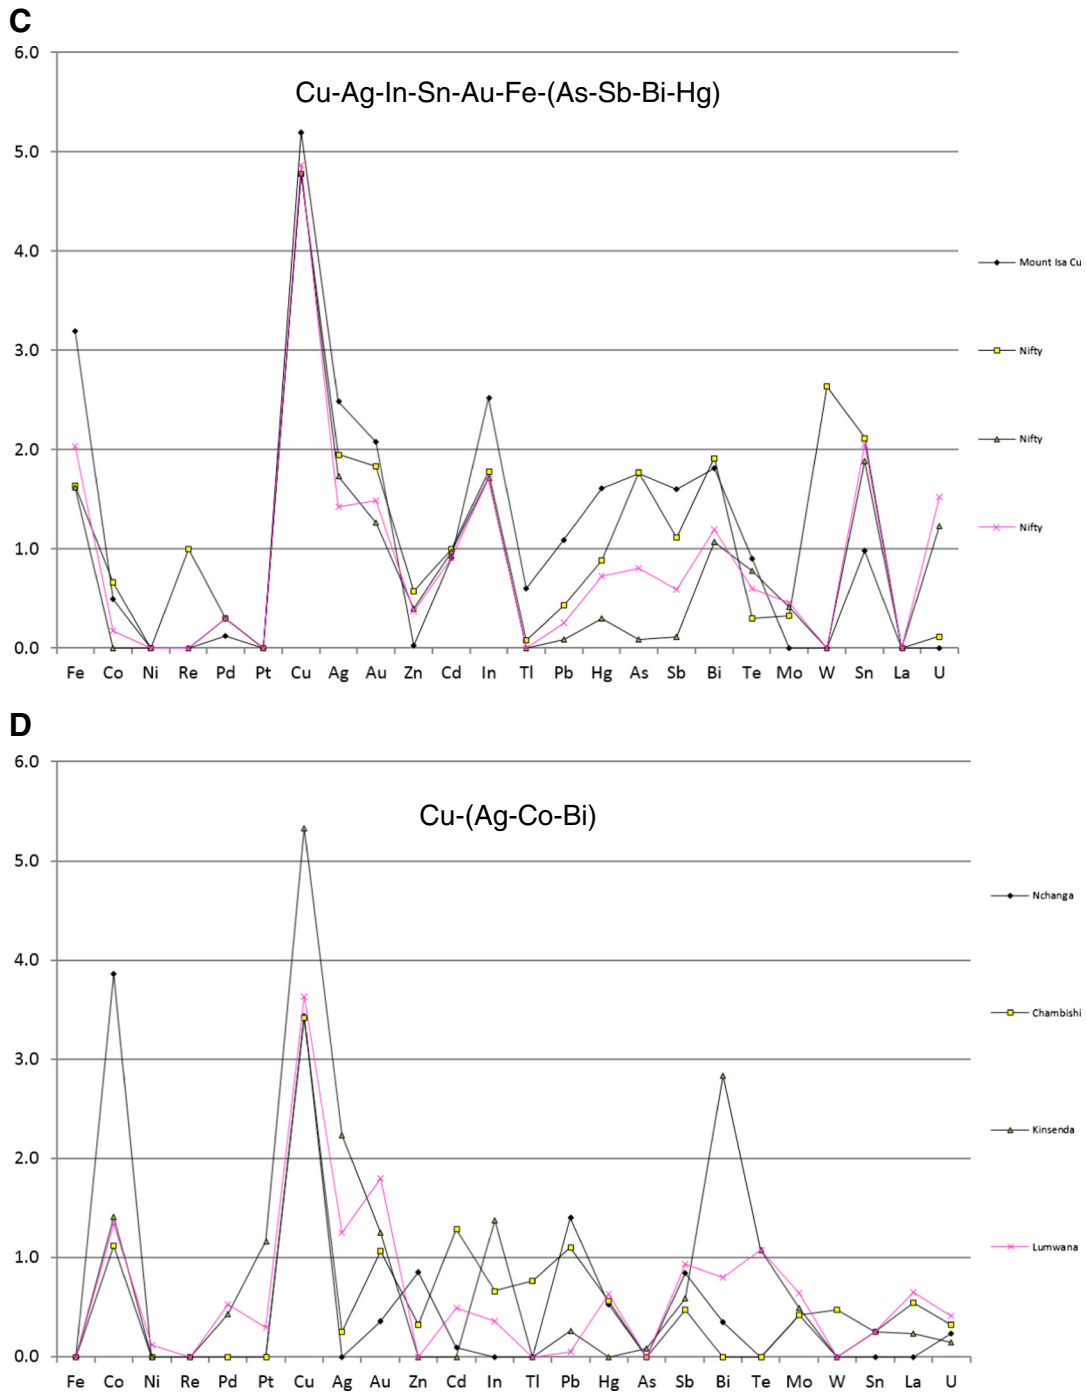 C
6.0
Cu-Ag-In-Sn-Au-Fe-(As-Sb-Bi-Hg)
5.0
4.0
Mount Isa Cu
3.0
Nifty
2.0
Nifty
1.0
Nifty
0.0
Fe Co Ni Re Pd Pt Cu Ag Au Zn Cd In Tl Pb Hg As Sb Bi Te Mo W Sn La U
D
6.0
Cu-(Ag-Co-Bi)
5.0
Nchanga
4.0
Chambishi
3.0
Kinsenda
2.0
1.0
Lumwana
0.0
Fe Co Ni Re Pd Pt Cu Ag Au Zn Cd In Tl Pb Hg As Sb Bi Te Mo W Sn La U